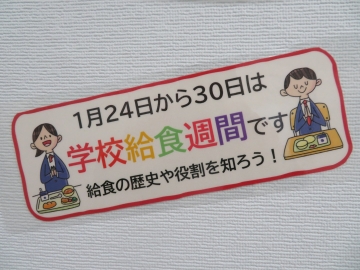 1月24日から30日は
学校給食週間です
給食の歴史や役割を知ろう！